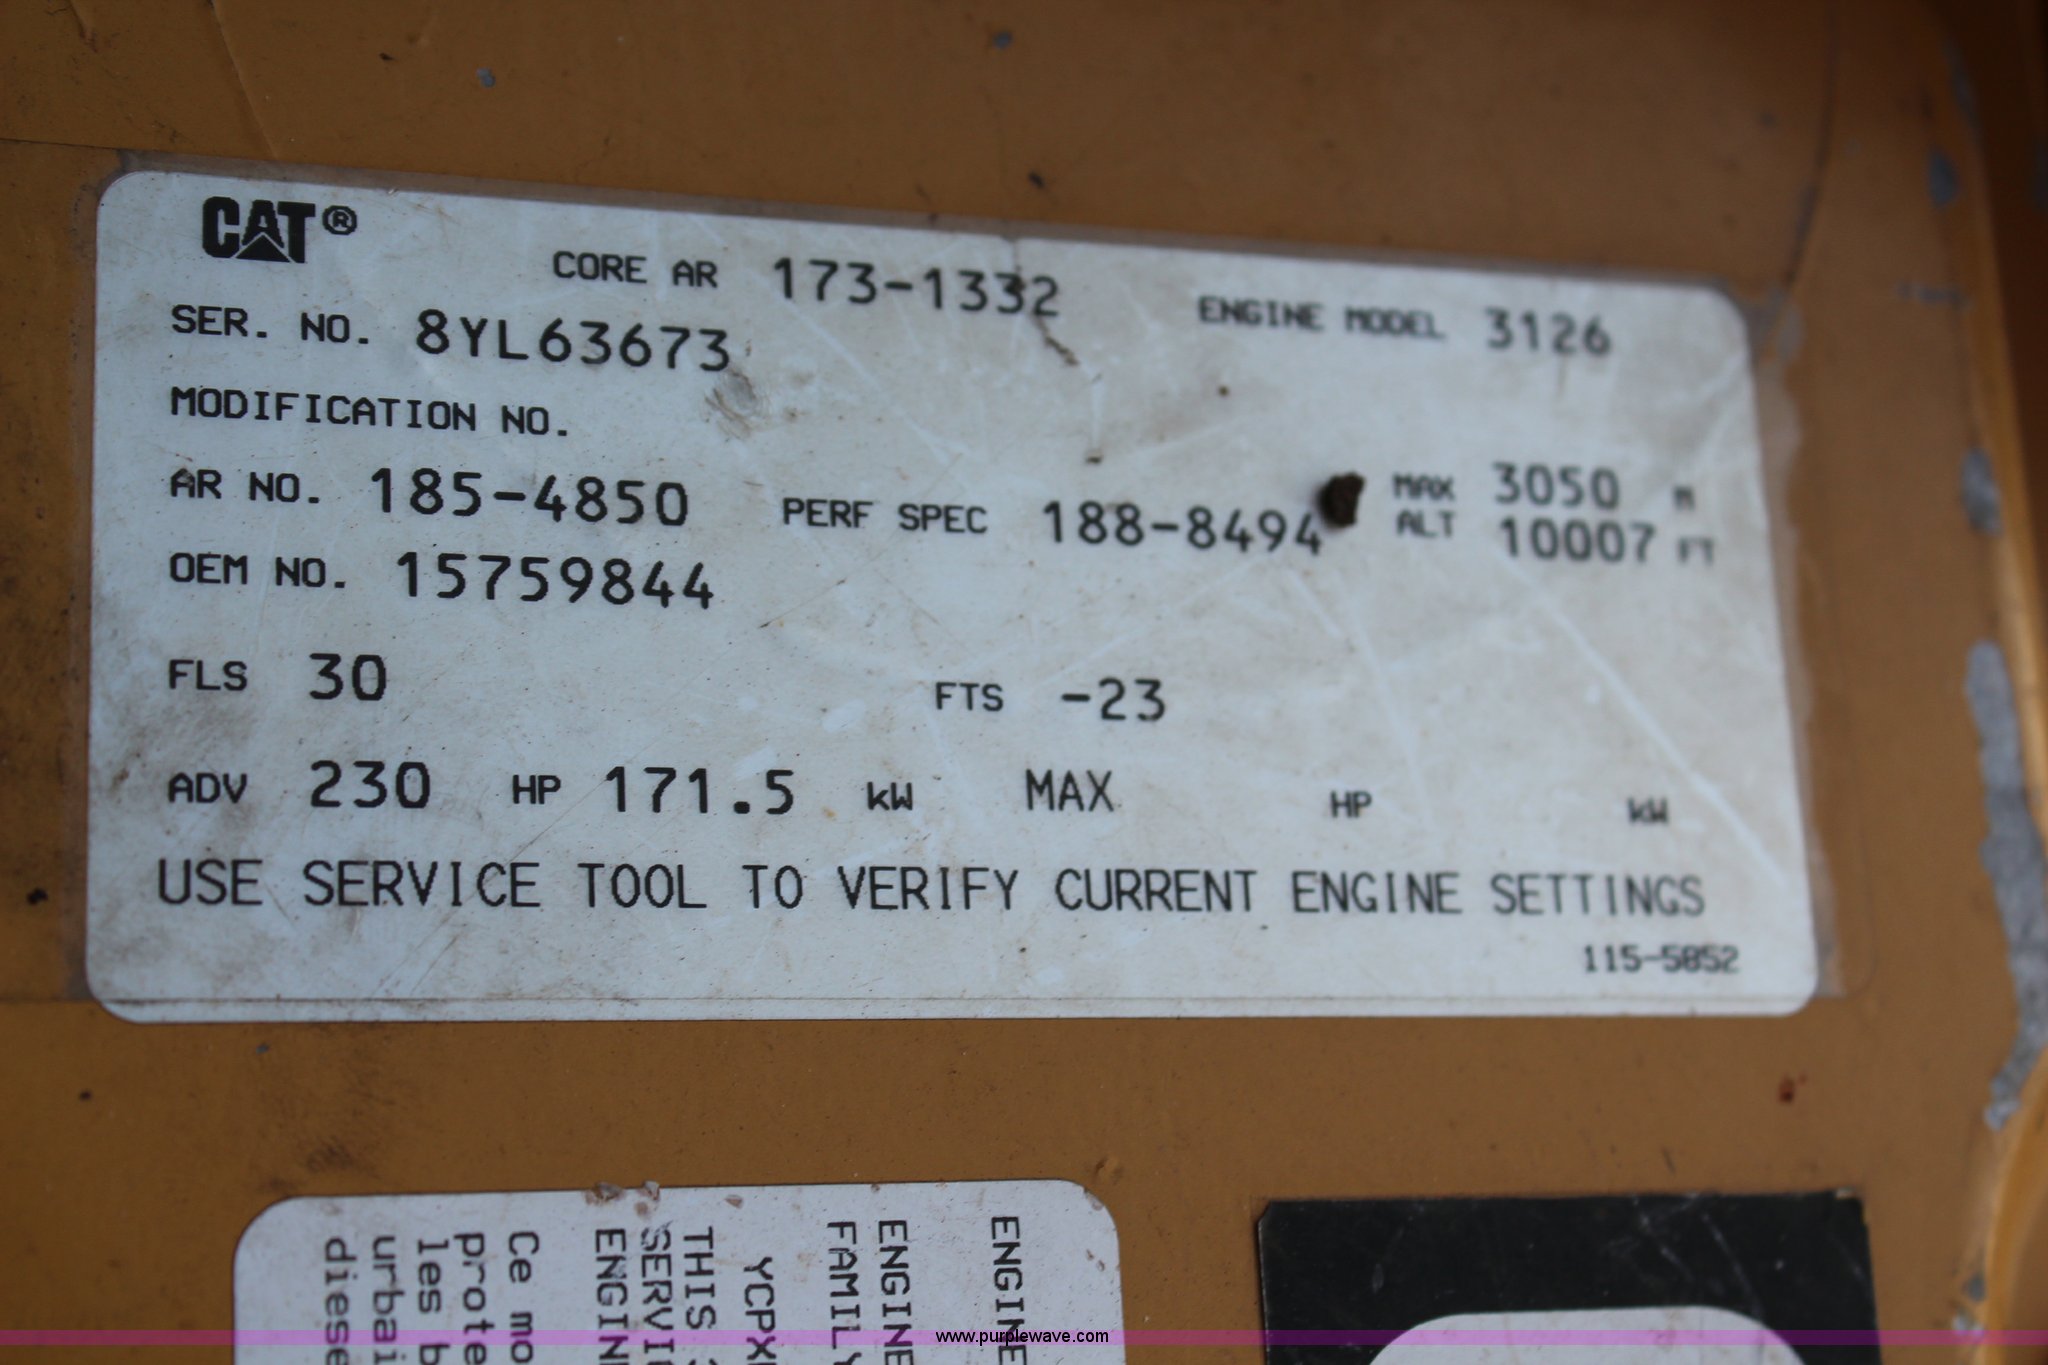 CAT®
CORE AR 173-1332
ENGINE MODEL 3126
SER. NO. 8YL63673
MODIFICATION NO.
AR NO. 185-4850 PERF SPEC 188-8494
MAX ALT 3050 M
10007 FT
OEM NO. 15759844
FLS 30 FTS -23
ADV 230 HP 171.5 kW MAX HP kW
USE SERVICE TOOL TO VERIFY CURRENT ENGINE SETTINGS
115-5852
ENGINE
ENGINE
FAMILY
YCPX
THIS
SERVI
ENGIN
Ce mo
prote
les b
urbai
diese
www.purplewave.com